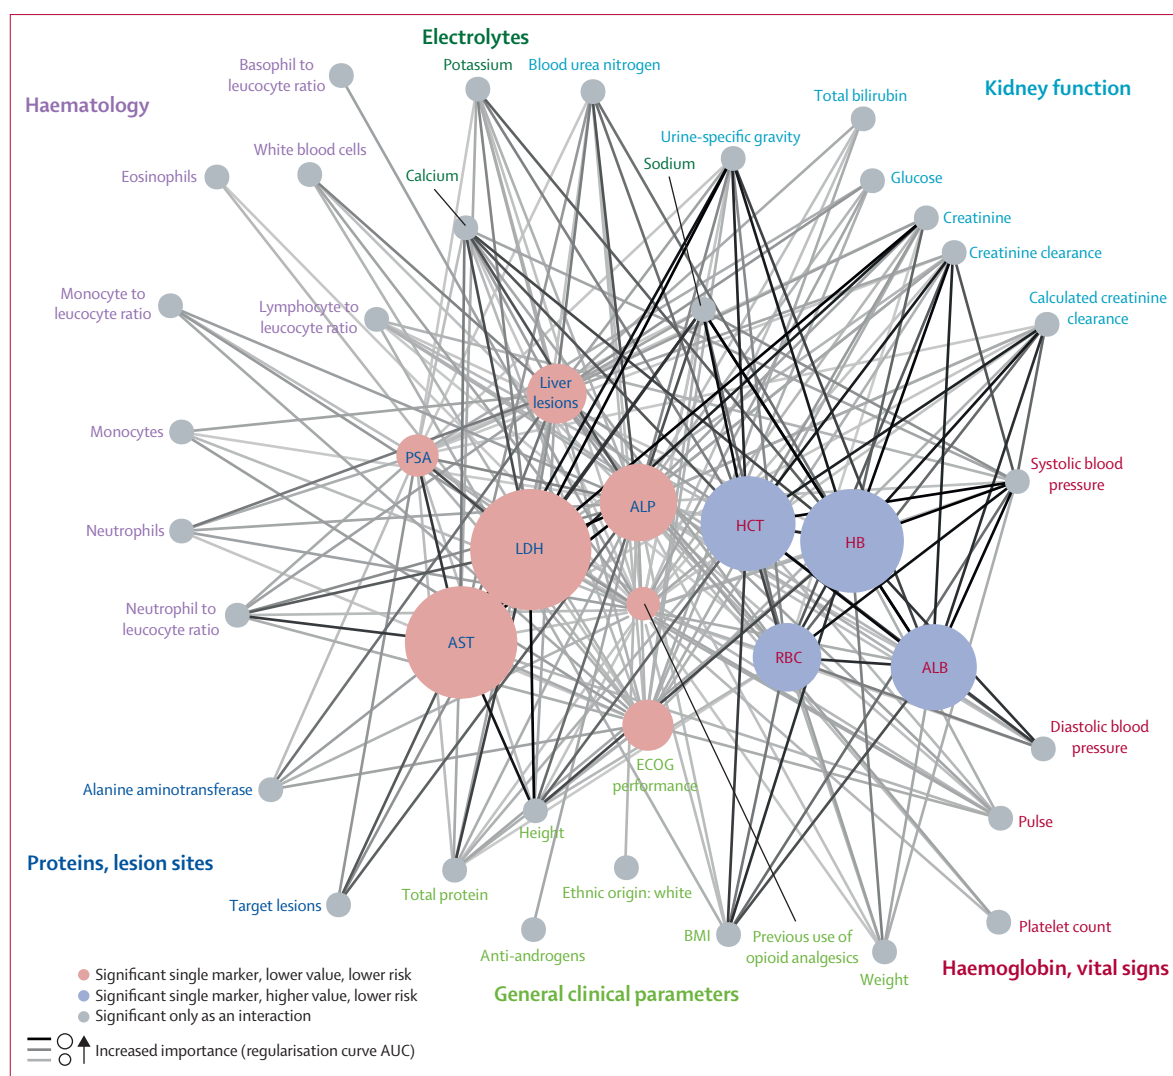 Electrolytes
Basophil to
leucocyte ratio
Potassium
Blood urea nitrogen
Kidney function
Haematology
Total bilirubin
White blood cells
Urine-specific gravity
Sodium
Eosinophils
Calcium
Glucose
Creatinine
Creatinine clearance
Monocyte to
leucocyte ratio
Lymphocyte to
leucocyte ratio
Calculated creatinine
clearance
Liver
lesions
Monocytes
PSA
Systolic blood
pressure
ALP
Neutrophils
LDH
HCT
HB
Neutrophil to
leucocyte ratio
AST
RBC
ALB
Diastolic blood
pressure
ECOG
performance
Alanine aminotransferase
Height
Pulse
Proteins, lesion sites
Total protein
Ethnic origin: white
Target lesions
Anti-androgens
BMI
Previous use of
opioid analgesics
Platelet count
Weight
Haemoglobin, vital signs
General clinical parameters
Significant single marker, lower value, lower risk
Significant single marker, higher value, lower risk
Significant only as an interaction
Increased importance (regularisation curve AUC)